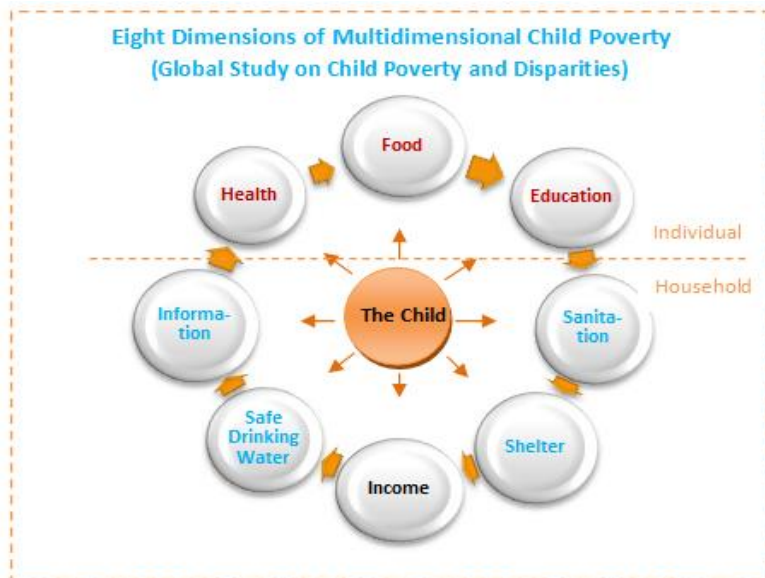 Eight Dimensions of Multidimensional Child Poverty
(Global Study on Child Poverty and Disparities)
Food
Health
Education
Individual
Household
Informa-
tion
The Child
Sanita-
tion
Safe
Drinking
Water
Shelter
Income